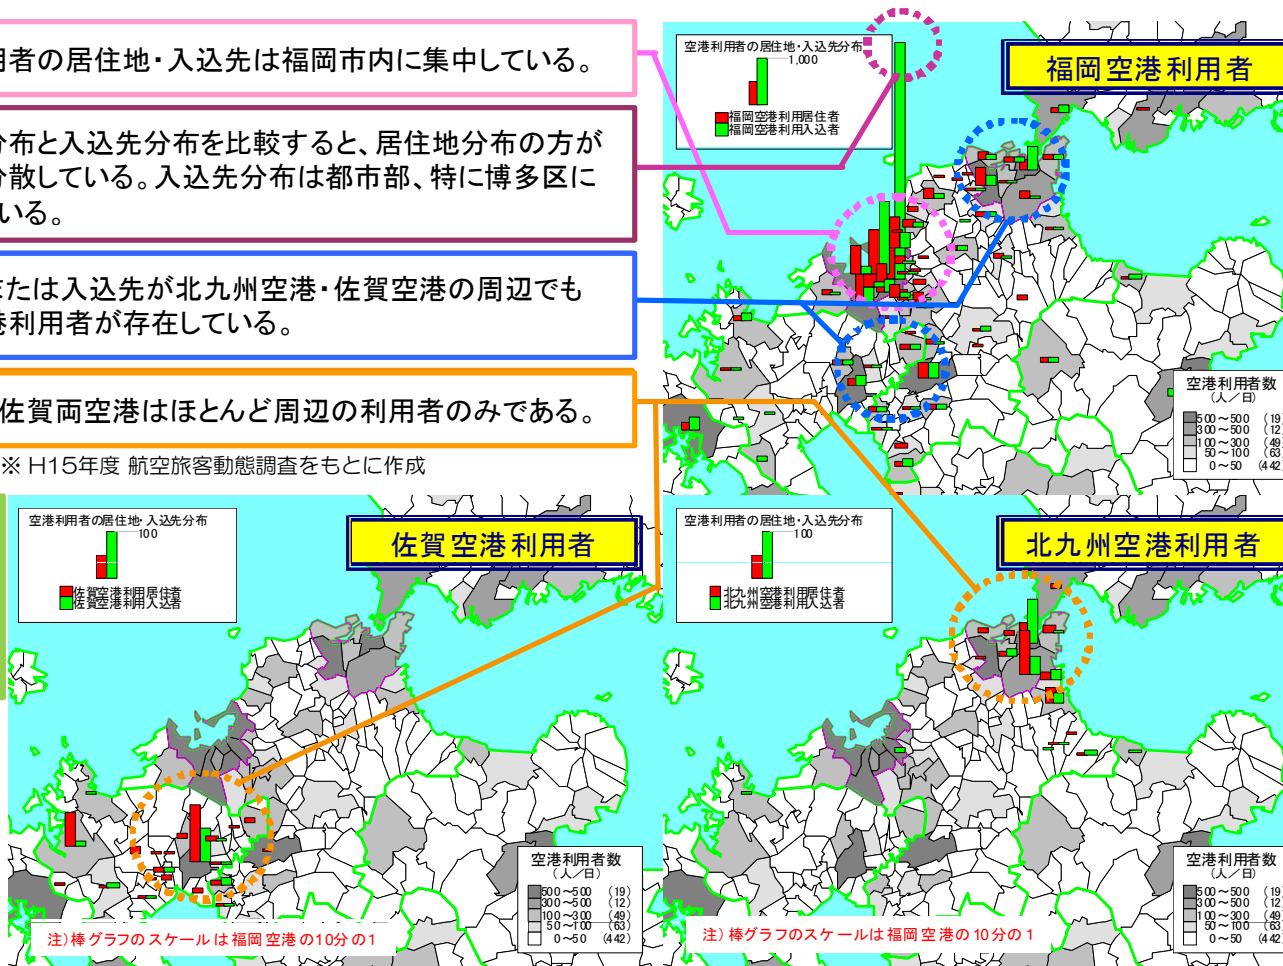 用者の居住地・入込先は福岡市内に集中している。
分布と入込先分布を比較すると、居住地分布の方が
分散している。入込先分布は都市部、特に博多区に
いる。
または入込先が北九州空港・佐賀空港の周辺でも
港利用者が存在している。
佐賀両空港はほとんど周辺の利用者のみである。
※ H15年度 航空旅客動態調査をもとに作成
空港利用者の居住地・入込先分布
1,000
福岡空港利用居住者
福岡空港利用入込者
福岡空港利用者
空港利用者数
(人/日)
500～500 (19)
300～500 (12)
100～300 (49)
50～100 (63)
0～50 (442)
空港利用者の居住地・入込先分布
100
佐賀空港利用居住者
佐賀空港利用入込者
佐賀空港利用者
空港利用者数
(人/日)
500～500 (19)
300～500 (12)
100～300 (49)
50～100 (63)
0～50 (442)
注)棒グラフのスケールは福岡空港の10分の1
空港利用者の居住地・入込先分布
100
北九州空港利用居住者
北九州空港利用入込者
北九州空港利用者
空港利用者数
(人/日)
500～500 (19)
300～500 (12)
100～300 (49)
50～100 (63)
0～50 (442)
注)棒グラフのスケールは福岡空港の10分の1